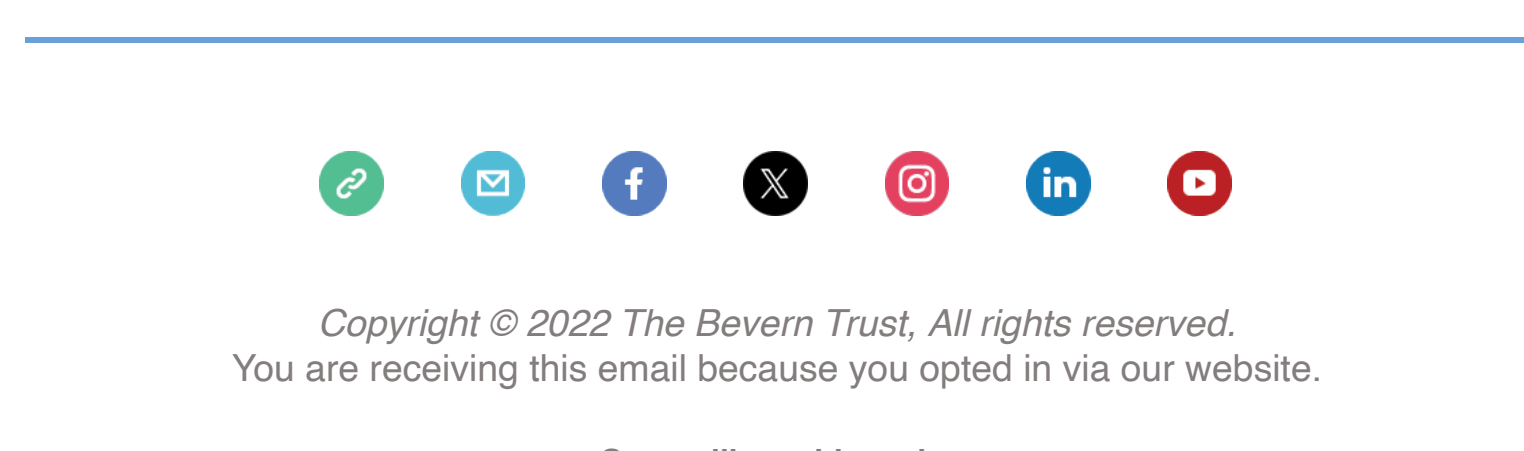 Copyright © 2022 The Bevern Trust, All rights reserved.
You are receiving this email because you opted in via our website.